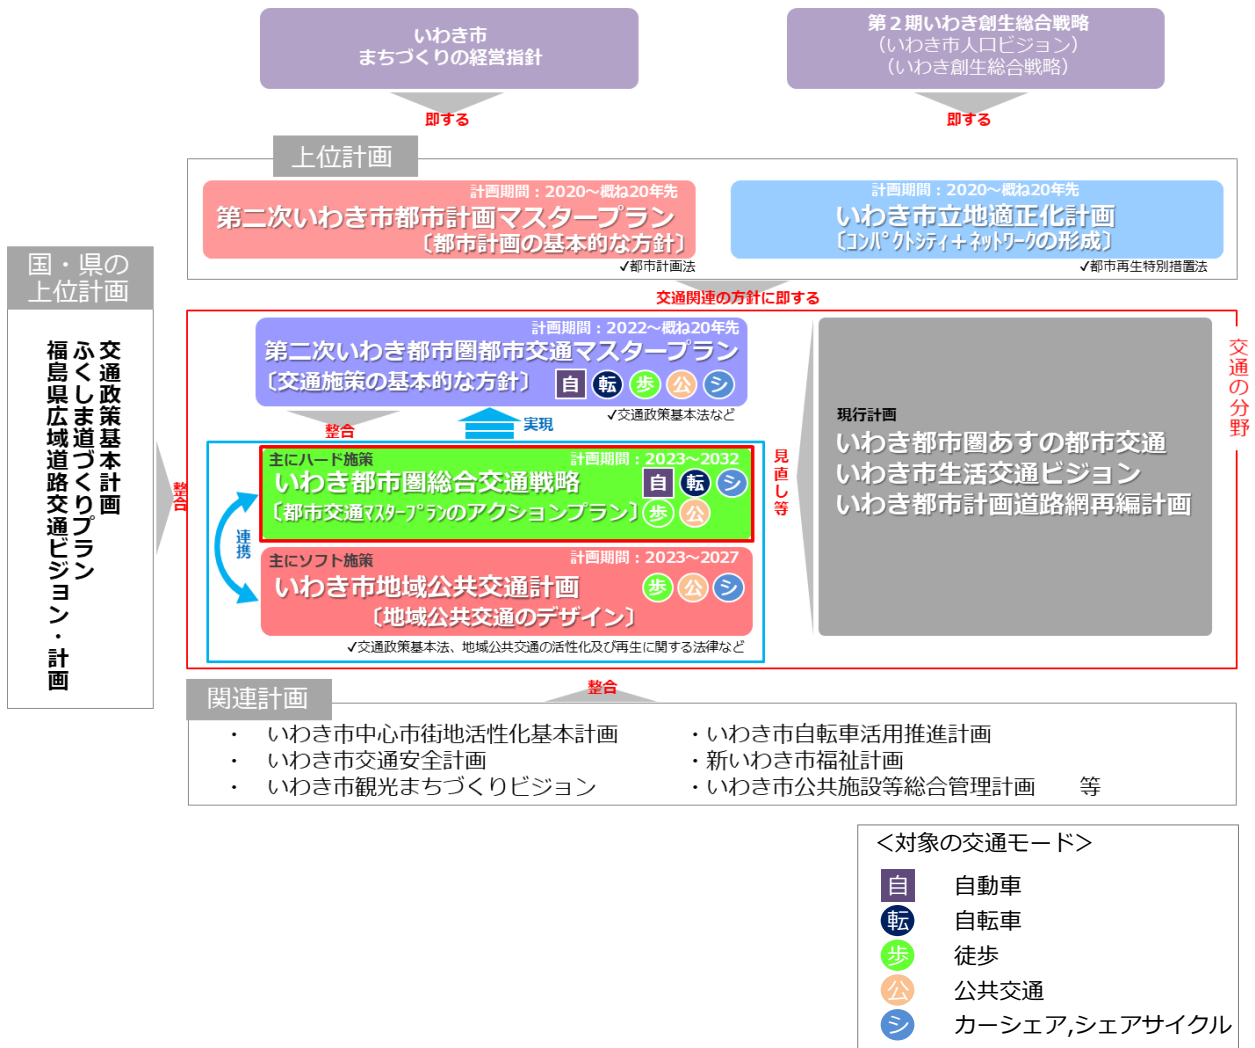 いわき市
まちづくりの経営指針
第２期いわき創生総合戦略
（いわき市人口ビジョン）
（いわき創生総合戦略）
即する
即する
上位計画
計画期間：2020～概ね20年先
第二次いわき市都市計画マスタープラン
〔都市計画の基本的な方針〕
✓都市計画法
計画期間：2020～概ね20年先
いわき市立地適正化計画
〔ｺﾝﾊﾟｸﾄｼﾃｨ＋ﾈｯﾄﾜｰｸの形成〕
✓都市再生特別措置法
国・県の
上位計画
交通政策基本計画
ふくしま道づくりプラン
福島県広域道路交通ビジョン・計画
整合
交通関連の方針に即する
交通の分野
計画期間：2022～概ね20年先
第二次いわき都市圏都市交通マスタープラン
〔交通施策の基本的な方針〕 自 転 歩 公 シ
✓交通政策基本法など
整合
実現
主にハード施策 計画期間：2023～2032
いわき都市圏総合交通戦略 自 転 シ
〔都市交通ﾏｽﾀｰﾌﾟﾗﾝのアクションプラン〕 歩 公
連携
主にソフト施策 計画期間：2023～2027
いわき市地域公共交通計画 歩 公 シ
〔地域公共交通のデザイン〕
✓交通政策基本法、地域公共交通の活性化及び再生に関する法律など
見直し等
現行計画
いわき都市圏あすの都市交通
いわき市生活交通ビジョン
いわき都市計画道路網再編計画
整合
関連計画
・ いわき市中心市街地活性化基本計画
・ いわき市交通安全計画
・ いわき市観光まちづくりビジョン
・いわき市自転車活用推進計画
・新いわき市福祉計画
・いわき市公共施設等総合管理計画 等
＜対象の交通モード＞
自 自動車
転 自転車
歩 徒歩
公 公共交通
シ カーシェア,シェアサイクル